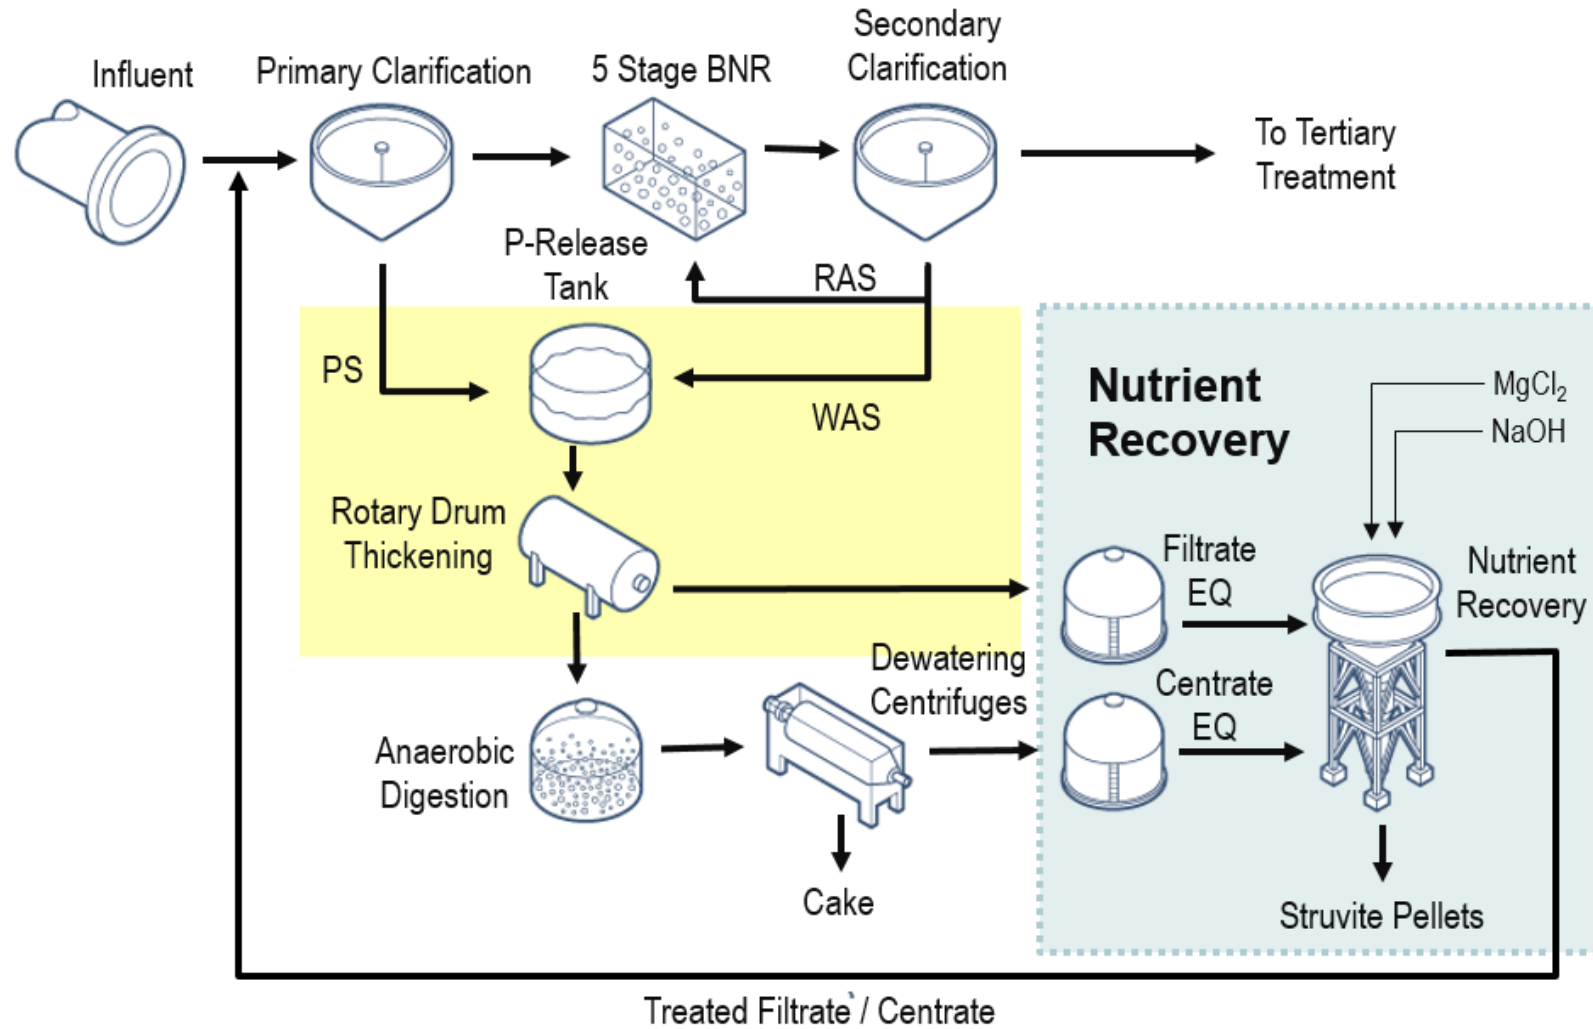 Influent
Primary Clarification
5 Stage BNR
Secondary
Clarification
To Tertiary
Treatment
P-Release
Tank
RAS
PS
WAS
Nutrient
Recovery
MgCl₂
NaOH
Rotary Drum
Thickening
Filtrate
EQ
Nutrient
Recovery
Dewatering
Centrifuges
Centrate
EQ
Anaerobic
Digestion
Cake
Struvite Pellets
Treated Filtrate / Centrate